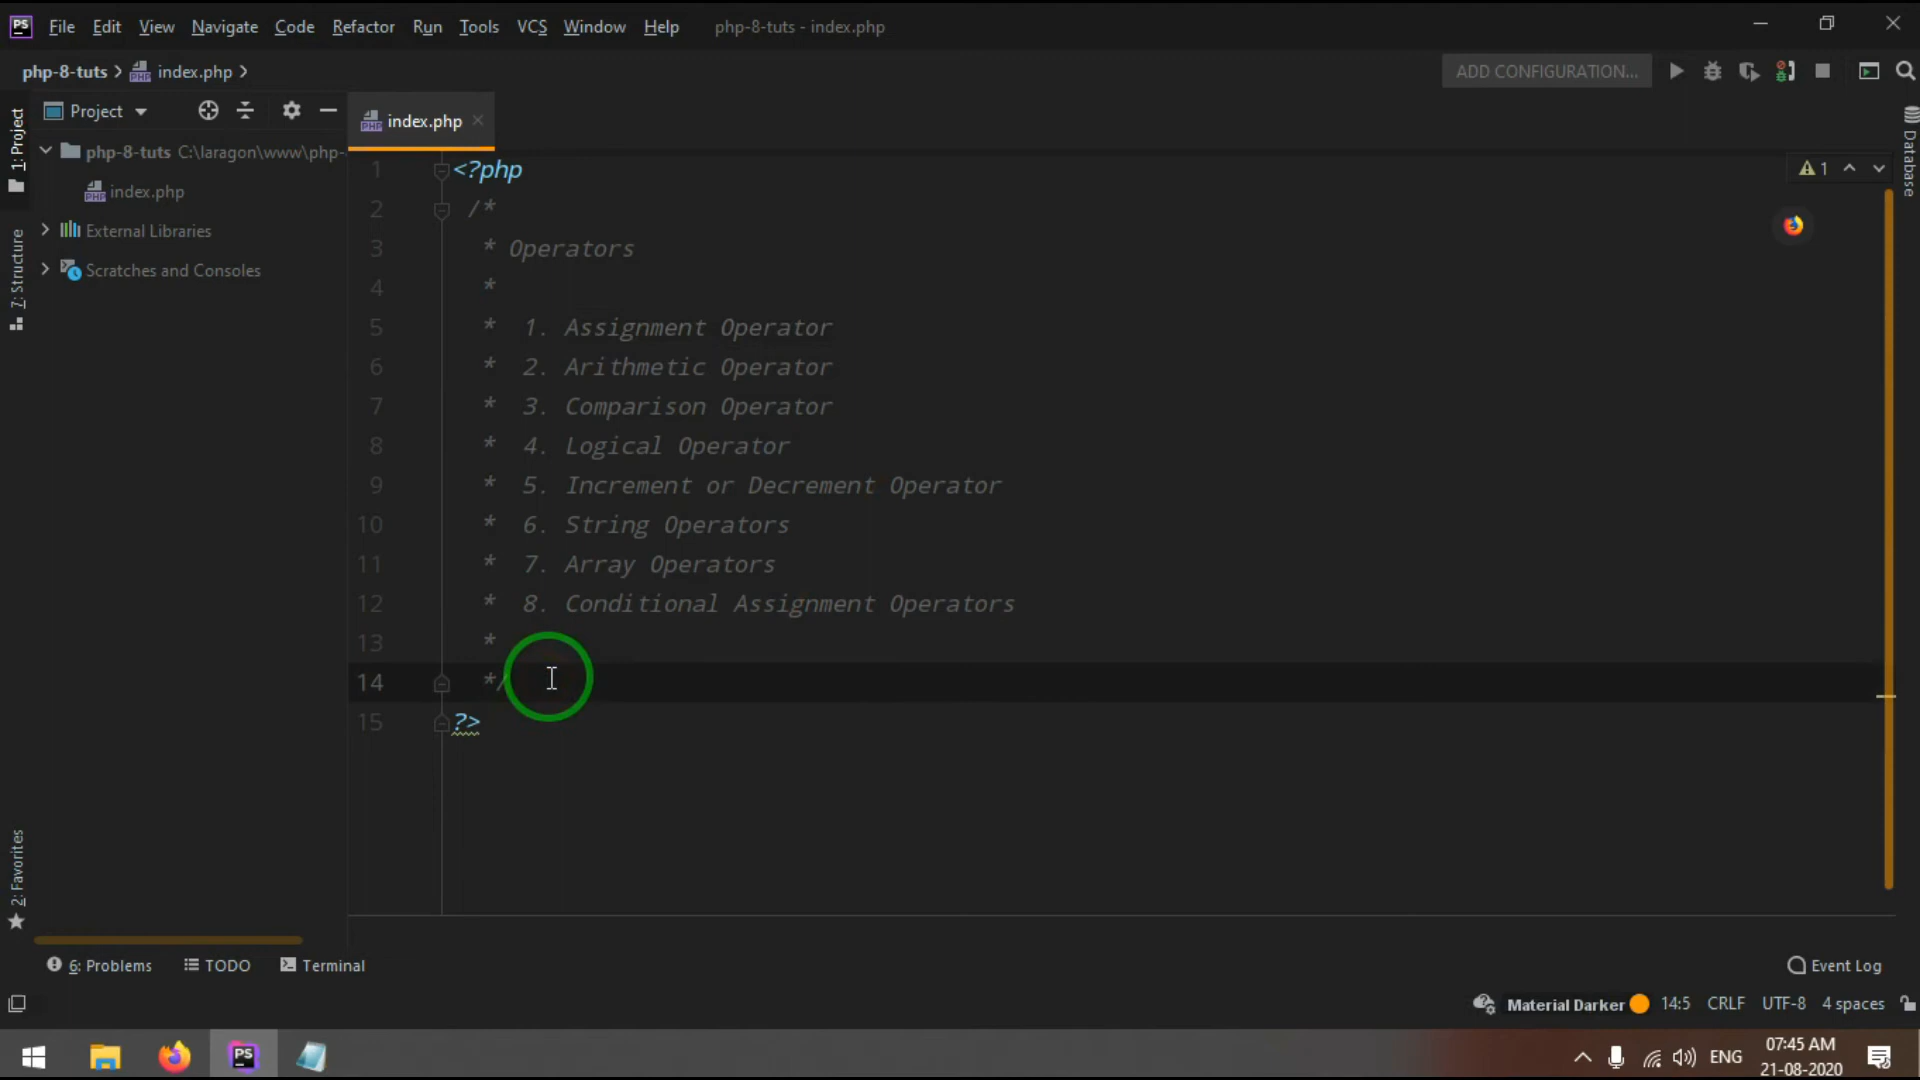 PS File Edit View Navigate Code Refactor Run Tools VCS Window Help php-8-tuts - index.php
php-8-tuts index.php ADD CONFIGURATION...
1: Project
7: Structure
2: Favorites
Project
php-8-tuts C:\laragon\www\php-
index.php
External Libraries
Scratches and Consoles
index.php
1 <?php
2 /*
3 * Operators
4 *
5 * 1. Assignment Operator
6 * 2. Arithmetic Operator
7 * 3. Comparison Operator
8 * 4. Logical Operator
9 * 5. Increment or Decrement Operator
10 * 6. String Operators
11 * 7. Array Operators
12 * 8. Conditional Assignment Operators
13 *
14 */
15 ?>
1
Database
6: Problems TODO Terminal Event Log
Material Darker 14:5 CRLF UTF-8 4 spaces
PS ENG 07:45 AM
21-08-2020